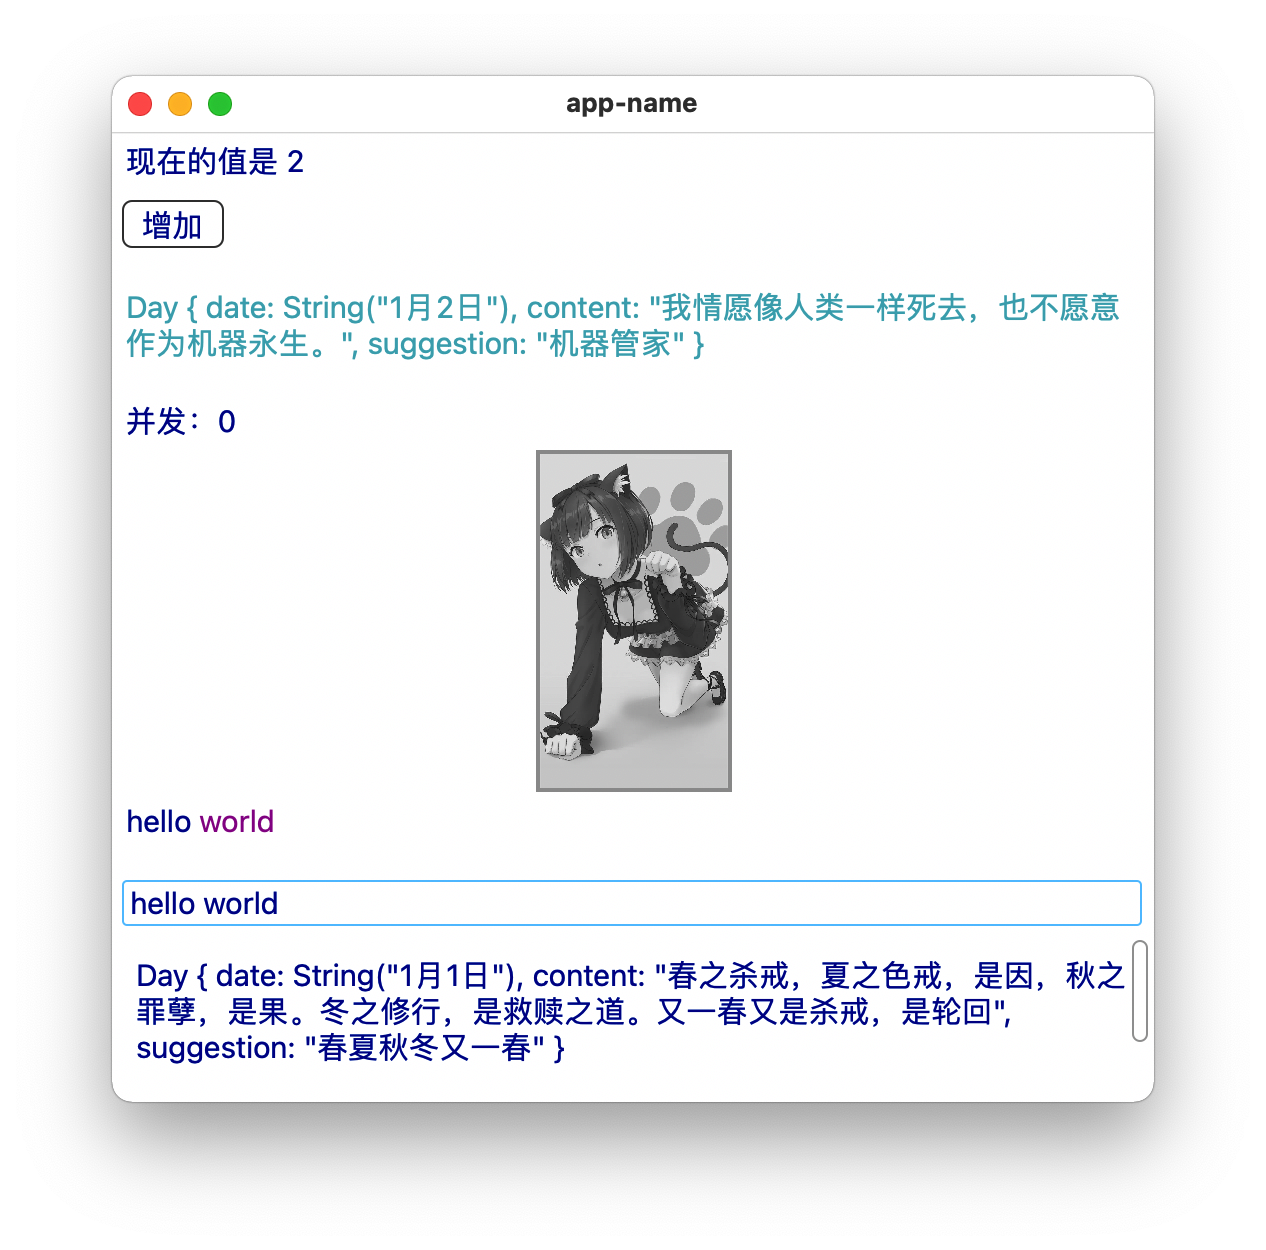 app-name
现在的值是 2
增加
Day { date: String("1月2日"), content: "我情愿像人类一样死去，也不愿意
作为机器永生。", suggestion: "机器管家" }
并发：0
hello world
hello world
Day { date: String("1月1日"), content: "春之杀戒，夏之色戒，是因，秋之
罪孽，是果。冬之修行，是救赎之道。又一春又是杀戒，是轮回",
suggestion: "春夏秋冬又一春" }